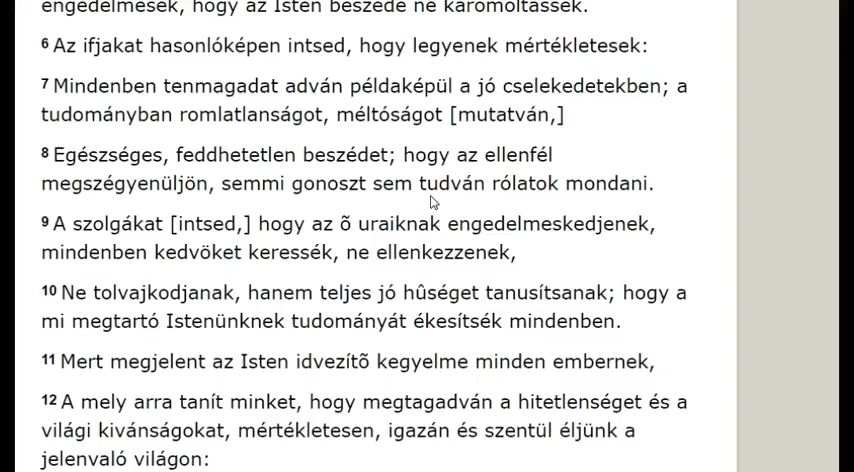 engedelmesek, hogy az Isten beszéde ne káromoltassék.
6 Az ifjakat hasonlóképen intsed, hogy legyenek mértékletesek:
7 Mindenben tenmagadat adván példaképül a jó cselekedetekben; a
tudományban romlatlanságot, méltóságot [mutatván,]
8 Egészséges, feddhetetlen beszédet; hogy az ellenfél
megszégyenüljön, semmi gonoszt sem tudván rólatok mondani.
9 A szolgákat [intsed,] hogy az õ uraiknak engedelmeskedjenek,
mindenben kedvöket keressék, ne ellenkezzenek,
10 Ne tolvajkodjanak, hanem teljes jó hûséget tanusítsanak; hogy a
mi megtartó Istenünknek tudományát ékesítsék mindenben.
11 Mert megjelent az Isten idvezítõ kegyelme minden embernek,
12 A mely arra tanít minket, hogy megtagadván a hitetlenséget és a
világi kivánságokat, mértékletesen, igazán és szentül éljünk a
jelenvaló világon: